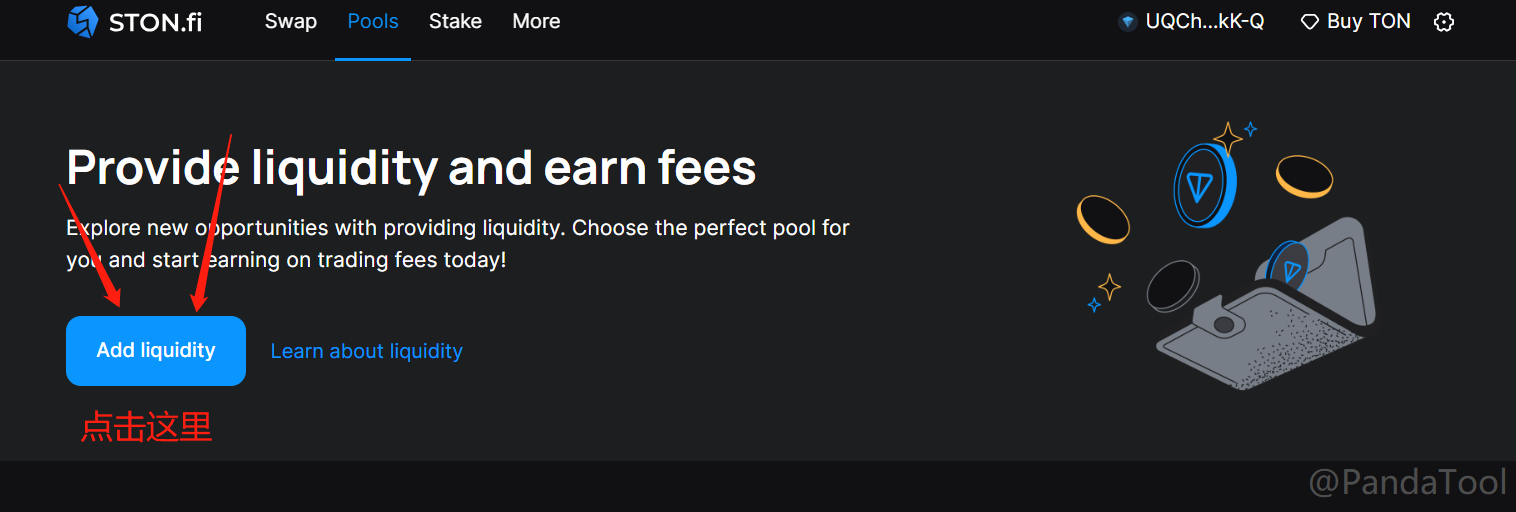 STON.fi Swap Pools Stake More UQCh...kK-Q Buy TON
Provide liquidity and earn fees
Explore new opportunities with providing liquidity. Choose the perfect pool for
you and start earning on trading fees today!
Add liquidity Learn about liquidity
点击这里
@PandaTool